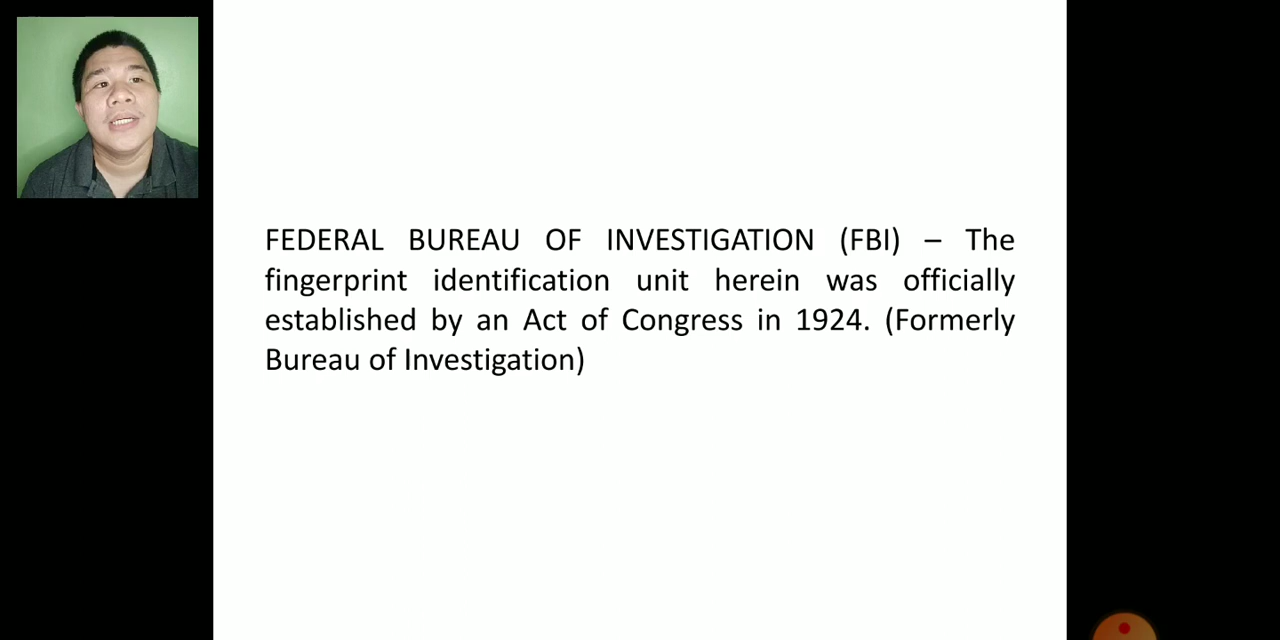 FEDERAL BUREAU OF INVESTIGATION (FBI) – The
fingerprint identification unit herein was officially
established by an Act of Congress in 1924. (Formerly
Bureau of Investigation)